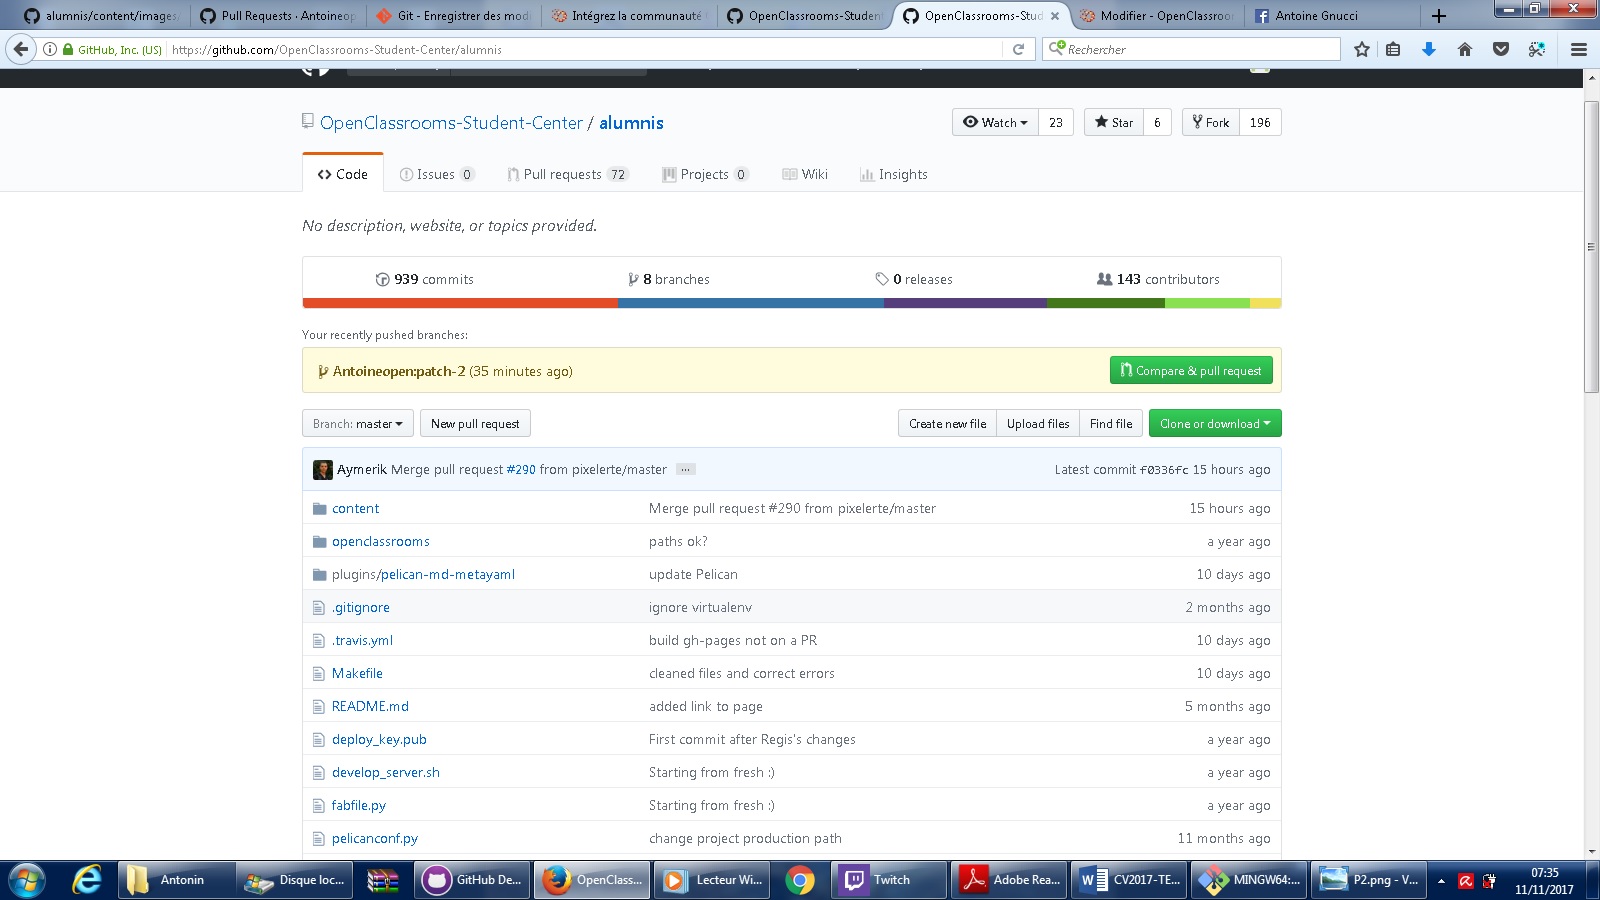 alumnis/content/images
Pull Requests · Antoineop
Git - Enregistrer des modi
Intégrez la communauté
OpenClassrooms-Student
OpenClassrooms-Stud
Modifier - OpenClassroom
Antoine Gnucci
GitHub, Inc. (US)
https://github.com/OpenClassrooms-Student-Center/alumnis
Rechercher
OpenClassrooms-Student-Center / alumnis
Watch 23
Star 6
Fork 196
Code
Issues 0
Pull requests 72
Projects 0
Wiki
Insights
No description, website, or topics provided.
939 commits
8 branches
0 releases
143 contributors
Your recently pushed branches:
Antoineopen:patch-2 (35 minutes ago)
Compare & pull request
Branch: master
New pull request
Create new file
Upload files
Find file
Clone or download
Aymerik Merge pull request #290 from pixelerte/master ...
Latest commit f0336fc 15 hours ago
content Merge pull request #290 from pixelerte/master 15 hours ago
openclassrooms paths ok? a year ago
plugins/pelican-md-metayaml update Pelican 10 days ago
.gitignore ignore virtualenv 2 months ago
.travis.yml build gh-pages not on a PR 10 days ago
Makefile cleaned files and correct errors 10 days ago
README.md added link to page 5 months ago
deploy_key.pub First commit after Regis's changes a year ago
develop_server.sh Starting from fresh :) a year ago
fabfile.py Starting from fresh :) a year ago
pelicanconf.py change project production path 11 months ago
Antonin
Disque loc...
GitHub De...
OpenClass...
Lecteur Wi...
Twitch
Adobe Rea...
CV2017-TE...
MINGW64:...
P2.png - V...
07:35
11/11/2017